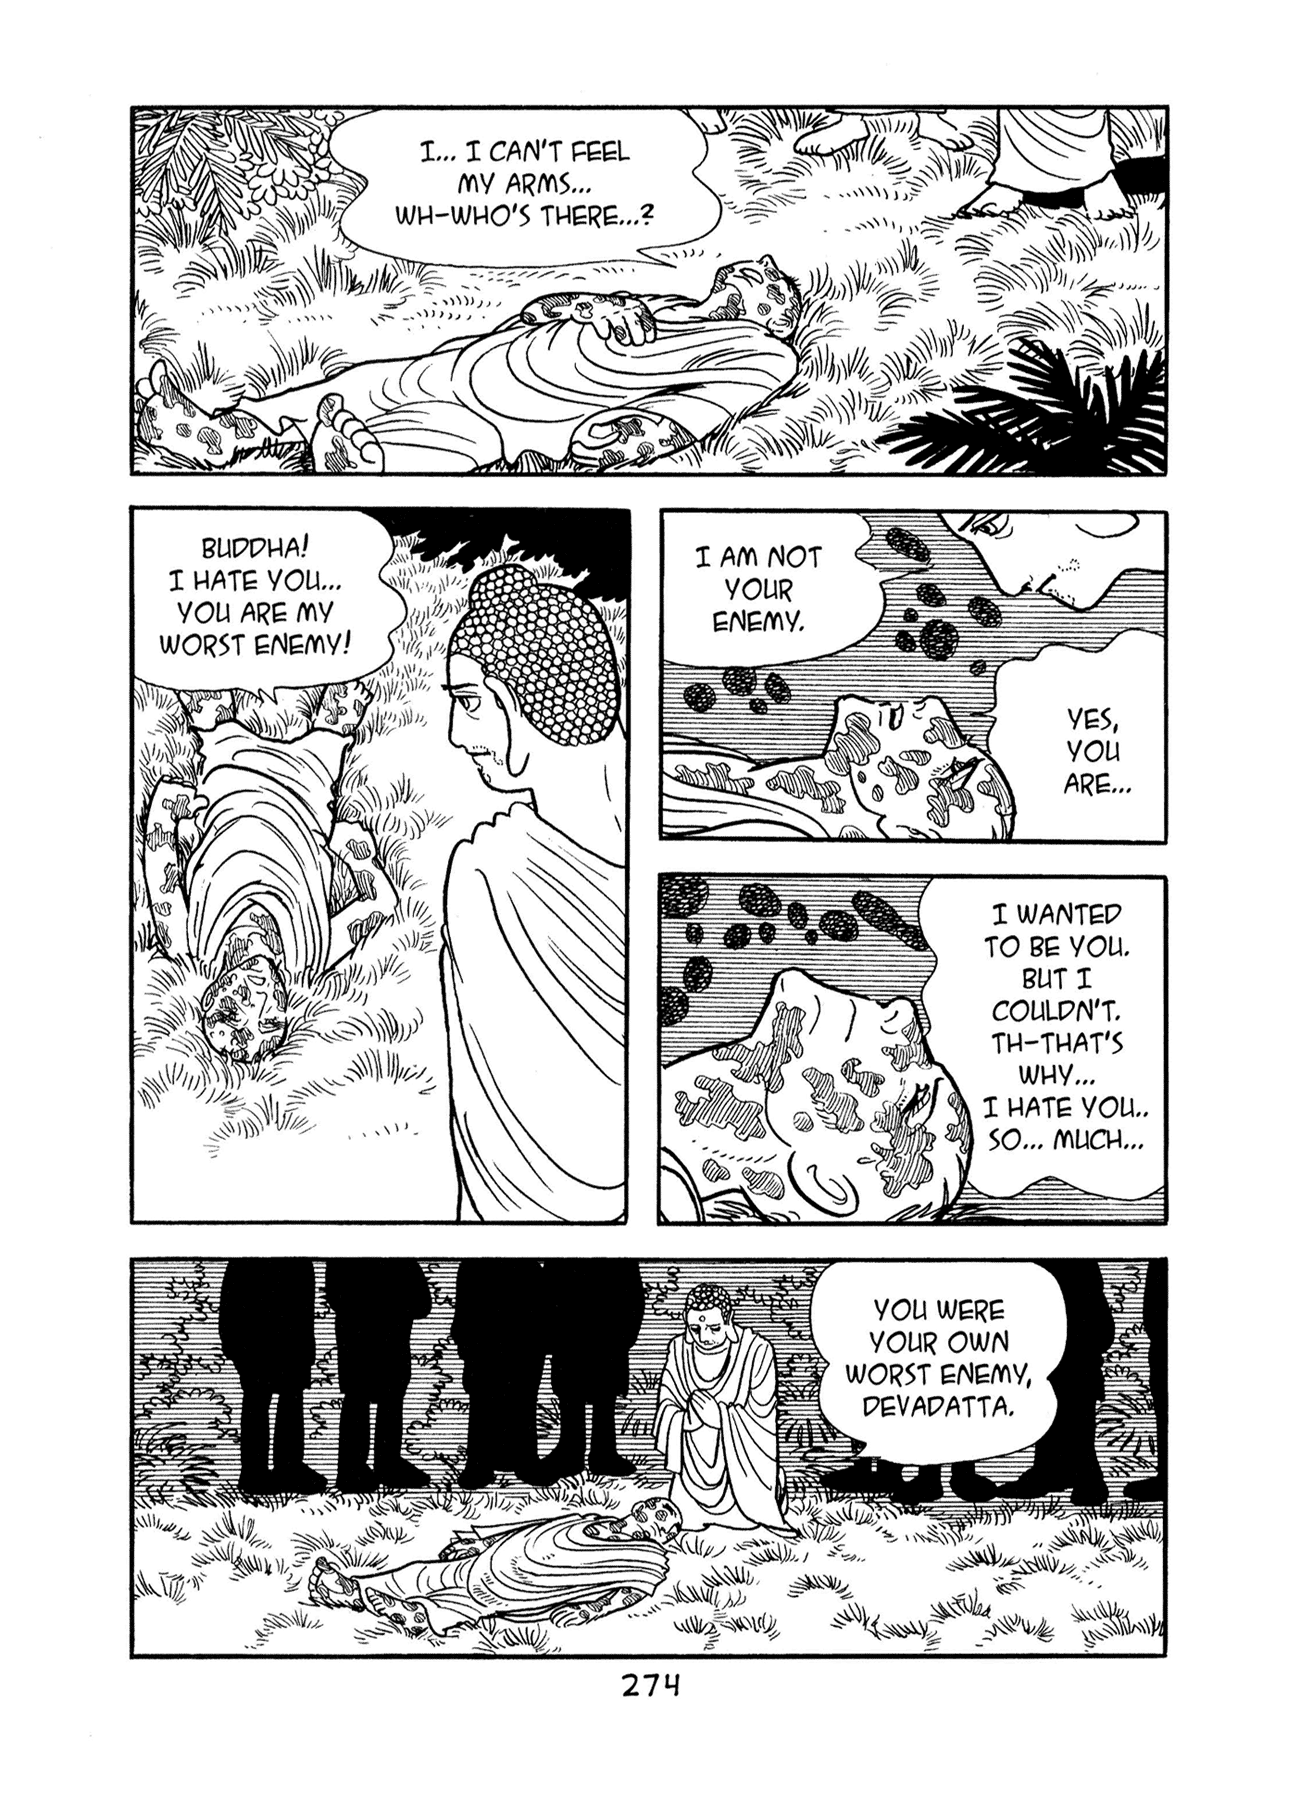 I... I CAN'T FEEL
MY ARMS...
WH-WHO'S THERE...?
BUDDHA!
I HATE YOU...
YOU ARE MY
WORST ENEMY!
I AM NOT
YOUR
ENEMY.
YES,
YOU
ARE...
I WANTED
TO BE YOU.
BUT I
COULDN'T.
TH-THAT'S
WHY...
I HATE YOU..
SO... MUCH...
YOU WERE
YOUR OWN
WORST ENEMY,
DEVADATTA.
274